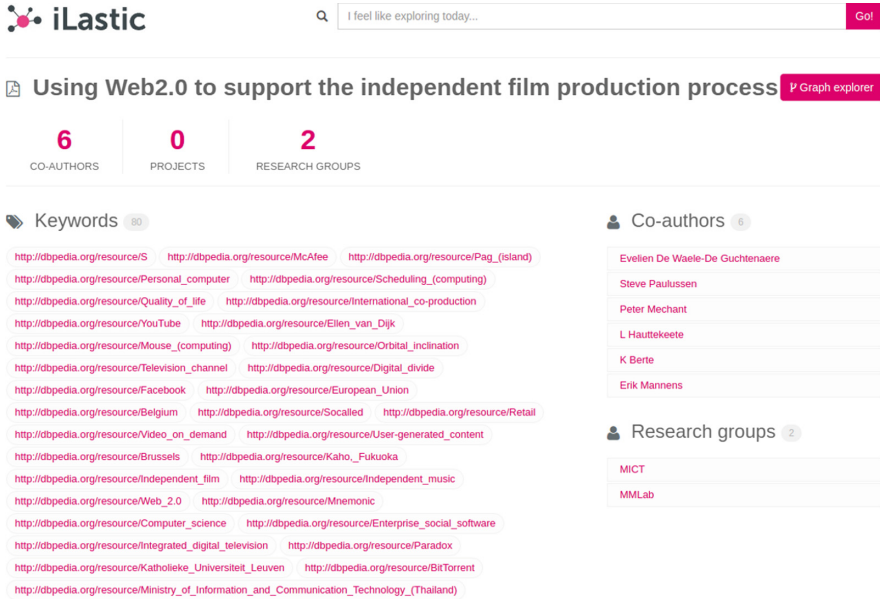 iLastic
I feel like exploring today...
Go!
Using Web2.0 to support the independent film production process
Graph explorer
6
CO-AUTHORS
0
PROJECTS
2
RESEARCH GROUPS
Keywords 80
http://dbpedia.org/resource/S http://dbpedia.org/resource/McAfee http://dbpedia.org/resource/Pag_(island)
http://dbpedia.org/resource/Personal_computer http://dbpedia.org/resource/Scheduling_(computing)
http://dbpedia.org/resource/Quality_of_life http://dbpedia.org/resource/International_co-production
http://dbpedia.org/resource/YouTube http://dbpedia.org/resource/Ellen_van_Dijk
http://dbpedia.org/resource/Mouse_(computing) http://dbpedia.org/resource/Orbital_inclination
http://dbpedia.org/resource/Television_channel http://dbpedia.org/resource/Digital_divide
http://dbpedia.org/resource/Facebook http://dbpedia.org/resource/European_Union
http://dbpedia.org/resource/Belgium http://dbpedia.org/resource/Socalled http://dbpedia.org/resource/Retail
http://dbpedia.org/resource/Video_on_demand http://dbpedia.org/resource/User-generated_content
http://dbpedia.org/resource/Brussels http://dbpedia.org/resource/Kaho,_Fukuoka
http://dbpedia.org/resource/Independent_film http://dbpedia.org/resource/Independent_music
http://dbpedia.org/resource/Web_2.0 http://dbpedia.org/resource/Mnemonic
http://dbpedia.org/resource/Computer_science http://dbpedia.org/resource/Enterprise_social_software
http://dbpedia.org/resource/Integrated_digital_television http://dbpedia.org/resource/Paradox
http://dbpedia.org/resource/Katholieke_Universiteit_Leuven http://dbpedia.org/resource/BitTorrent
http://dbpedia.org/resource/Ministry_of_Information_and_Communication_Technology_(Thailand)
Co-authors 6
Evelien De Waele-De Guchtenaere
Steve Paulussen
Peter Mechant
L Hauttekeete
K Berte
Erik Mannens
Research groups 2
MICT
MMLab